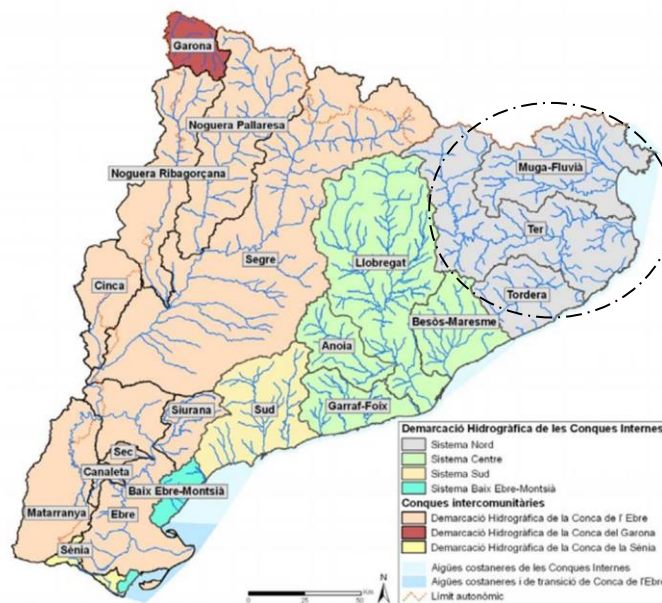 Garona
Noguera Pallaresa
Noguera Ribagorçana
Muga-Fluvià
Ter
Segre
Llobregat
Cinca
Tordera
Besòs-Maresme
Anoia
Siurana
Sud
Garraf-Foix
Sec
Canaleta
Baix Ebre-Montsià
Matarranya
Ebre
Sénia
Demarcació Hidrogràfica de les Conques Internes
Sistema Nord
Sistema Centre
Sistema Sud
Sistema Baix Ebre-Montsià
Conques intercomunitàries
Demarcació Hidrogràfica de la Conca de l' Ebre
Demarcació Hidrogràfica de la Conca del Garona
Demarcació Hidrogràfica de la Conca de la Sénia
Aigües costaneres de les Conques Internes
Aigües costaneres i de transició de Conca de l'Ebre
Límit autonòmic
0 25 50
Km
N